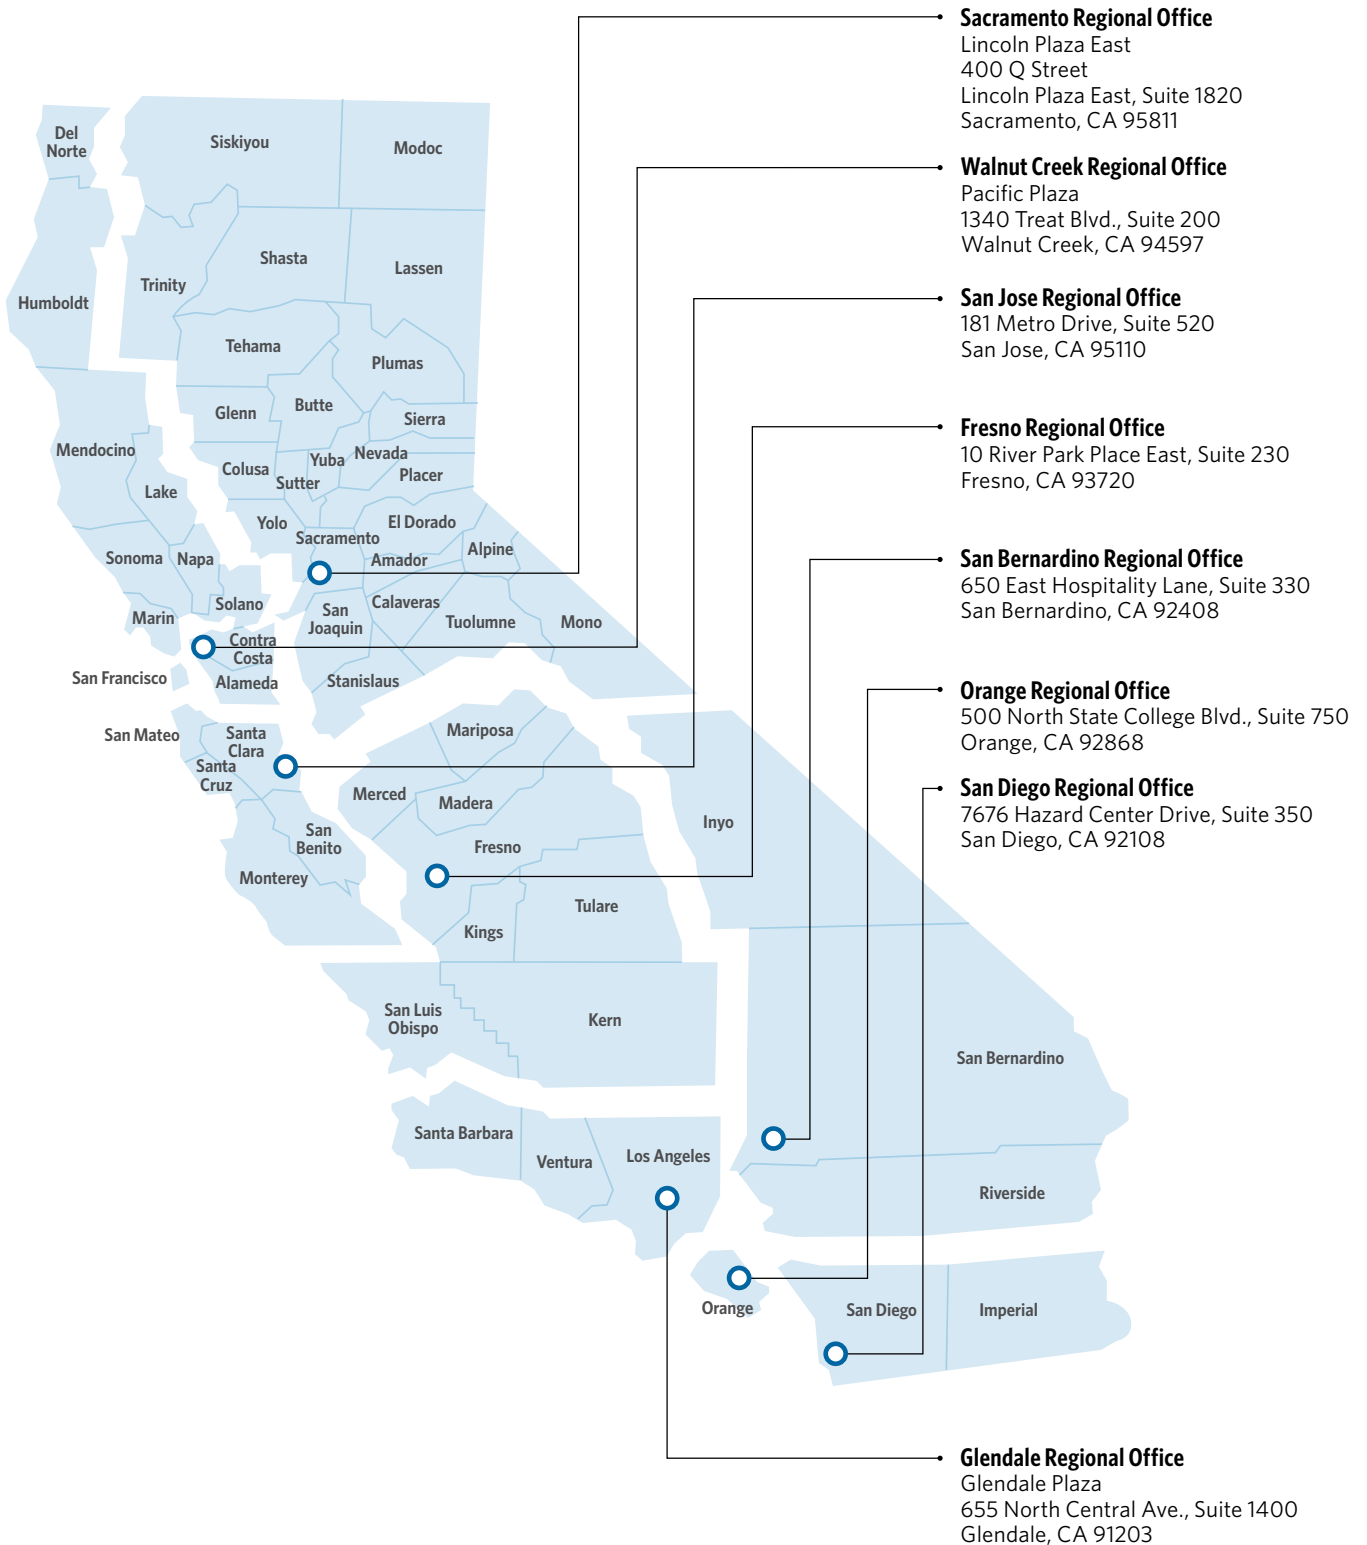 Sacramento Regional Office
Lincoln Plaza East
400 Q Street
Lincoln Plaza East, Suite 1820
Sacramento, CA 95811
Walnut Creek Regional Office
Pacific Plaza
1340 Treat Blvd., Suite 200
Walnut Creek, CA 94597
San Jose Regional Office
181 Metro Drive, Suite 520
San Jose, CA 95110
Fresno Regional Office
10 River Park Place East, Suite 230
Fresno, CA 93720
San Bernardino Regional Office
650 East Hospitality Lane, Suite 330
San Bernardino, CA 92408
Orange Regional Office
500 North State College Blvd., Suite 750
Orange, CA 92868
San Diego Regional Office
7676 Hazard Center Drive, Suite 350
San Diego, CA 92108
Glendale Regional Office
Glendale Plaza
655 North Central Ave., Suite 1400
Glendale, CA 91203
Del
Norte
Siskiyou
Modoc
Humboldt
Trinity
Shasta
Lassen
Tehama
Plumas
Glenn
Butte
Sierra
Mendocino
Lake
Colusa
Sutter
Yuba
Nevada
Placer
Yolo
Sacramento
El Dorado
Sonoma
Napa
Amador
Alpine
Marin
Solano
San
Joaquin
Calaveras
Tuolumne
Mono
Contra
Costa
San Francisco
Alameda
Stanislaus
San Mateo
Santa
Clara
Santa
Cruz
Mariposa
Merced
Madera
Inyo
San
Benito
Fresno
Monterey
Kings
Tulare
San Luis
Obispo
Kern
San Bernardino
Santa Barbara
Ventura
Los Angeles
Riverside
Orange
San Diego
Imperial